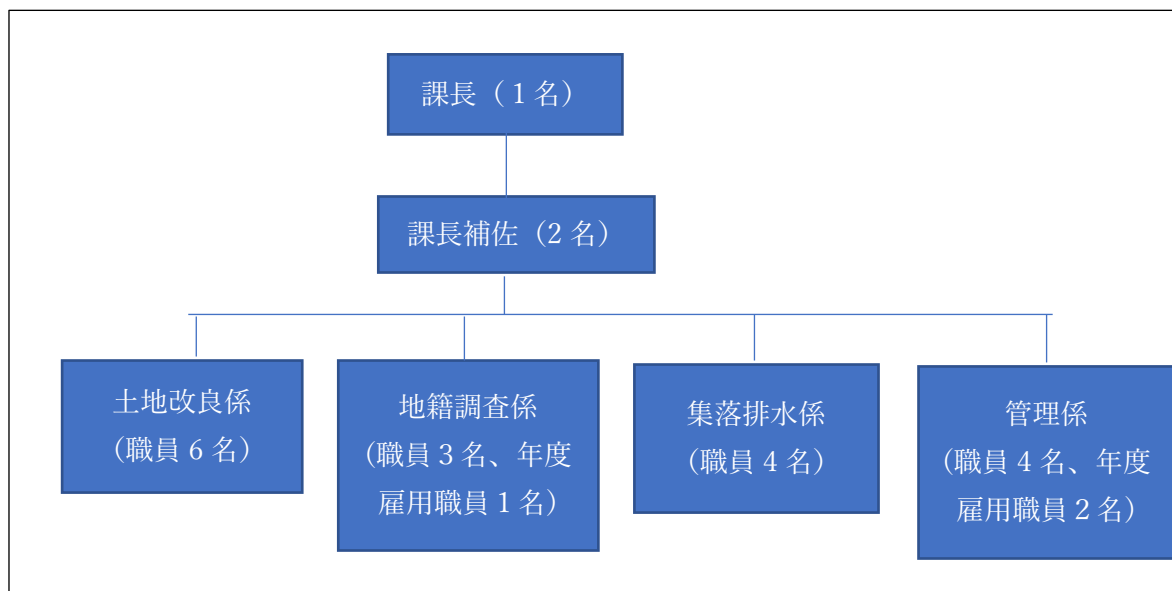 課長（１名）
課長補佐（2 名）
土地改良係
（職員 6 名）
地籍調査係
（職員 3 名、年度
雇用職員 1 名）
集落排水係
（職員 4 名）
管理係
（職員 4 名、年度
雇用職員 2 名）